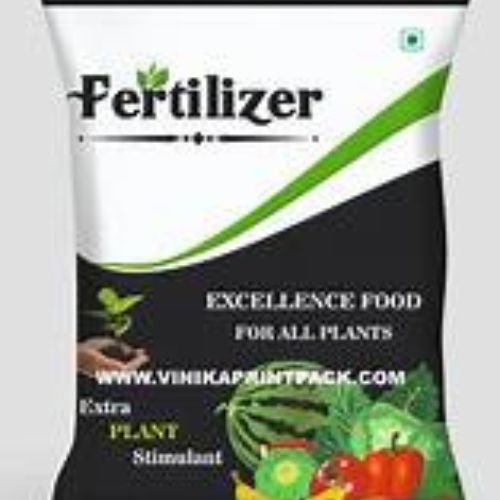 Fertilizer
EXCELLENCE FOOD
FOR ALL PLANTS
WWW.VINIKAPRINTPACK.COM
Extra
PLANT
Stimulant